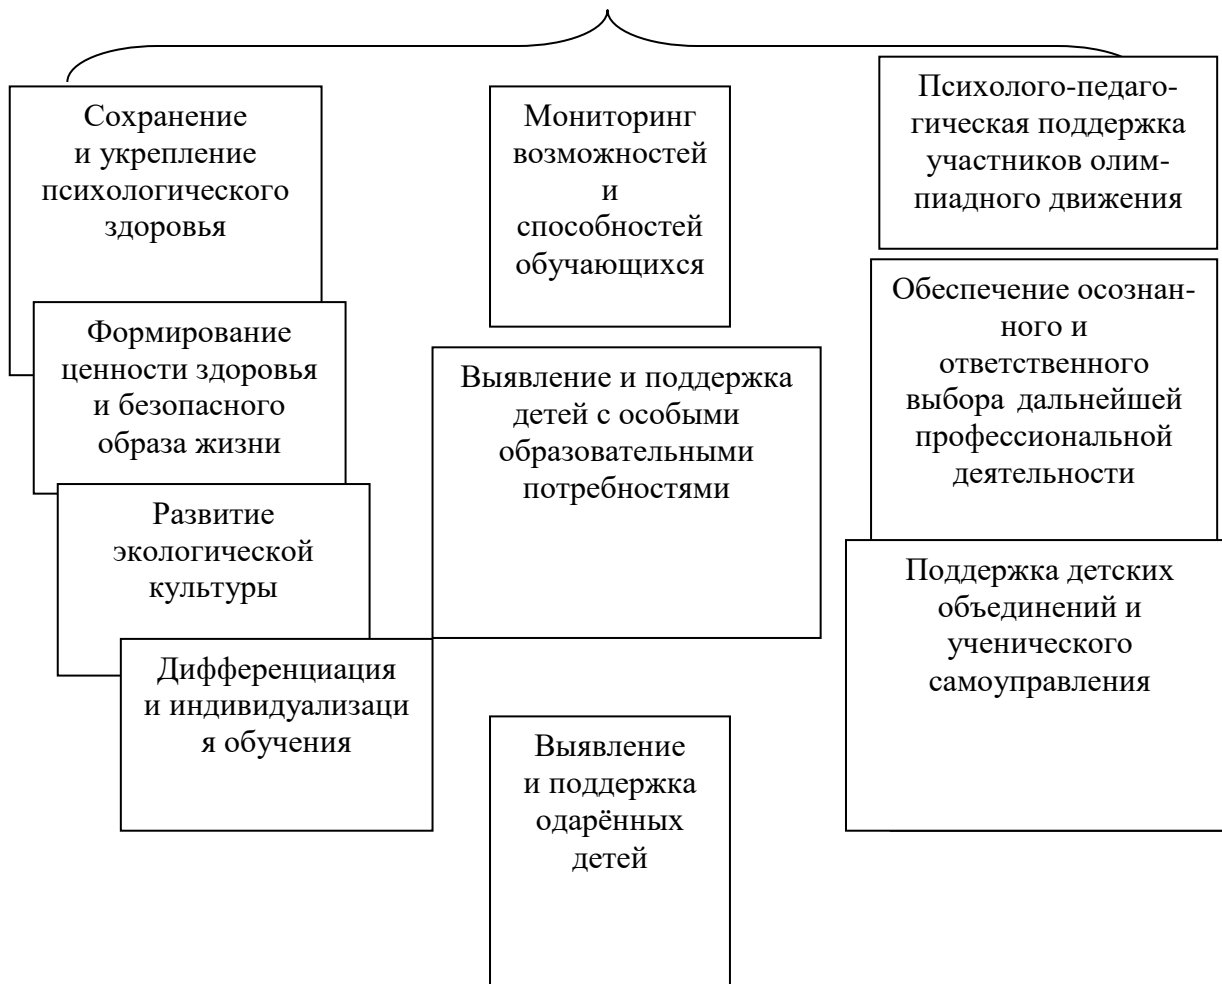 Сохранение
и укрепление
психологического
здоровья
Формирование
ценности здоровья
и безопасного
образа жизни
Развитие
экологической
культуры
Дифференциация
и индивидуализаци
я обучения
Мониторинг
возможностей
и
способностей
обучающихся
Выявление и поддержка
детей с особыми
образовательными
потребностями
Выявление
и поддержка
одарённых
детей
Психолого-педаго-
гическая поддержка
участников олим-
пиадного движения
Обеспечение осознан-
ного и
ответственного
выбора дальнейшей
профессиональной
деятельности
Поддержка детских
объединений и
ученического
самоуправления